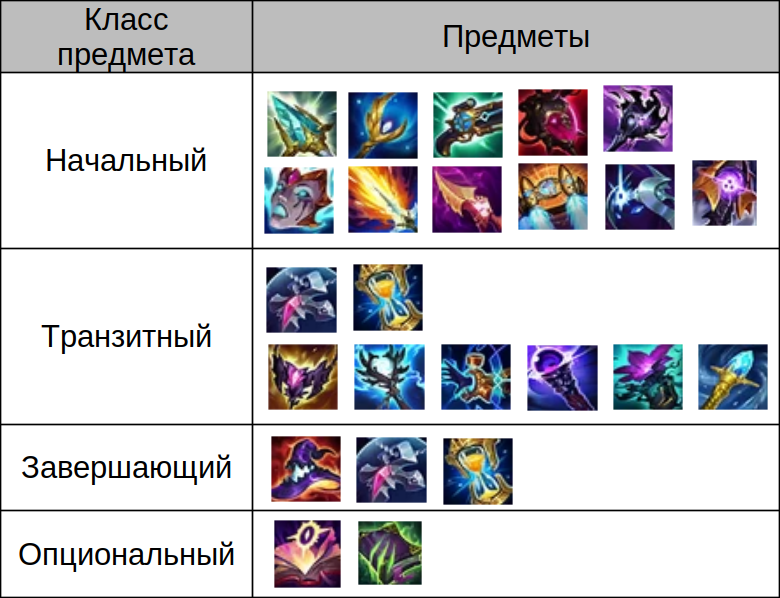 Класс
предмета
Предметы
Начальный
Транзитный
Завершающий
Опциональный